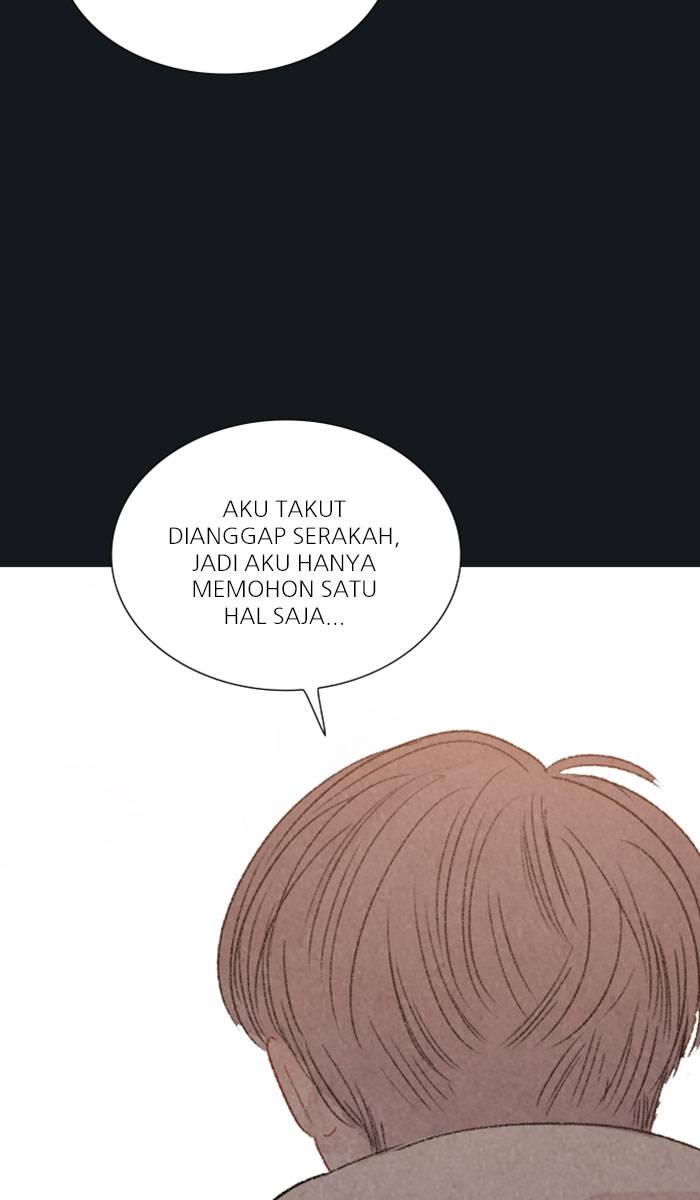 AKU TAKUT
DIANGGAP SERAKAH,
JADI AKU HANYA
MEMOHON SATU
HAL SAJA...